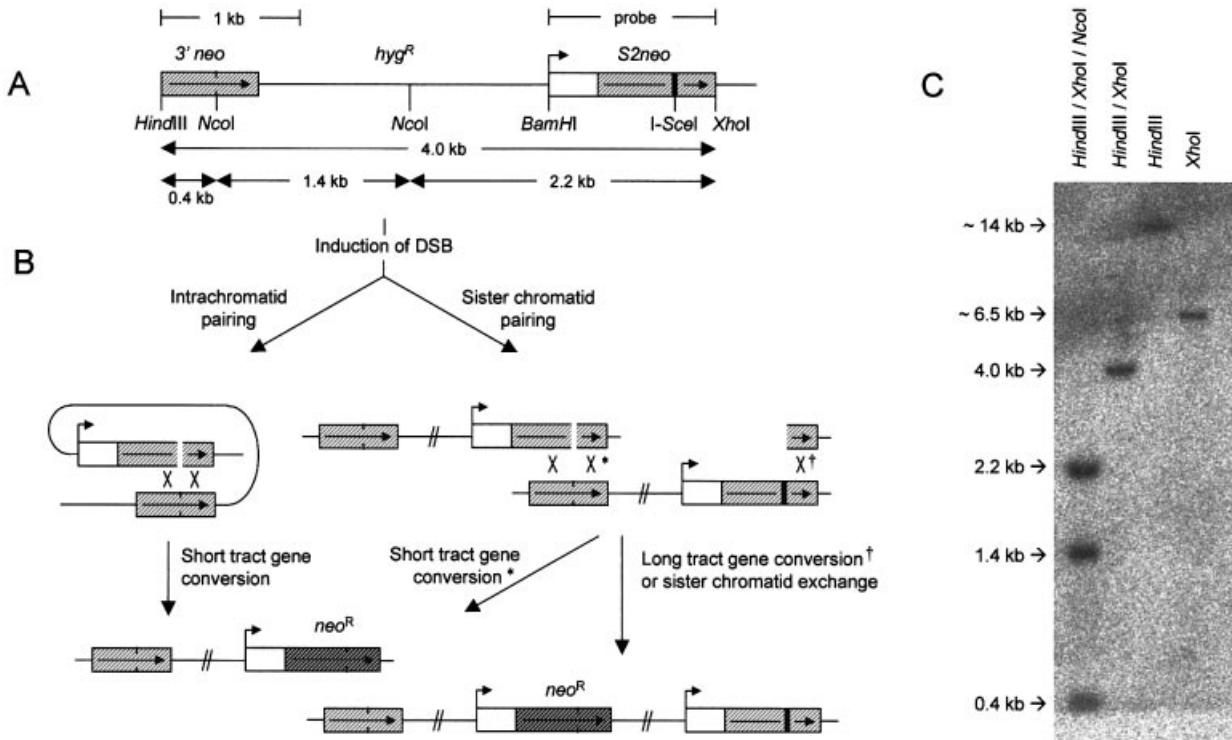 A
1 kb
probe
3' neo
hygᴿ
S2neo
HindIII
NcoI
NcoI
BamHI
I-SceI
XhoI
4.0 kb
0.4 kb
1.4 kb
2.2 kb
B
Induction of DSB
Intrachromatid
pairing
Sister chromatid
pairing
X X
X X*
X†
Short tract gene
conversion
Short tract gene
conversion*
Long tract gene conversion†
or sister chromatid exchange
neoᴿ
neoᴿ
C
HindIII / XhoI / NcoI
HindIII / XhoI
HindIII
XhoI
~ 14 kb →
~ 6.5 kb →
4.0 kb →
2.2 kb →
1.4 kb →
0.4 kb →